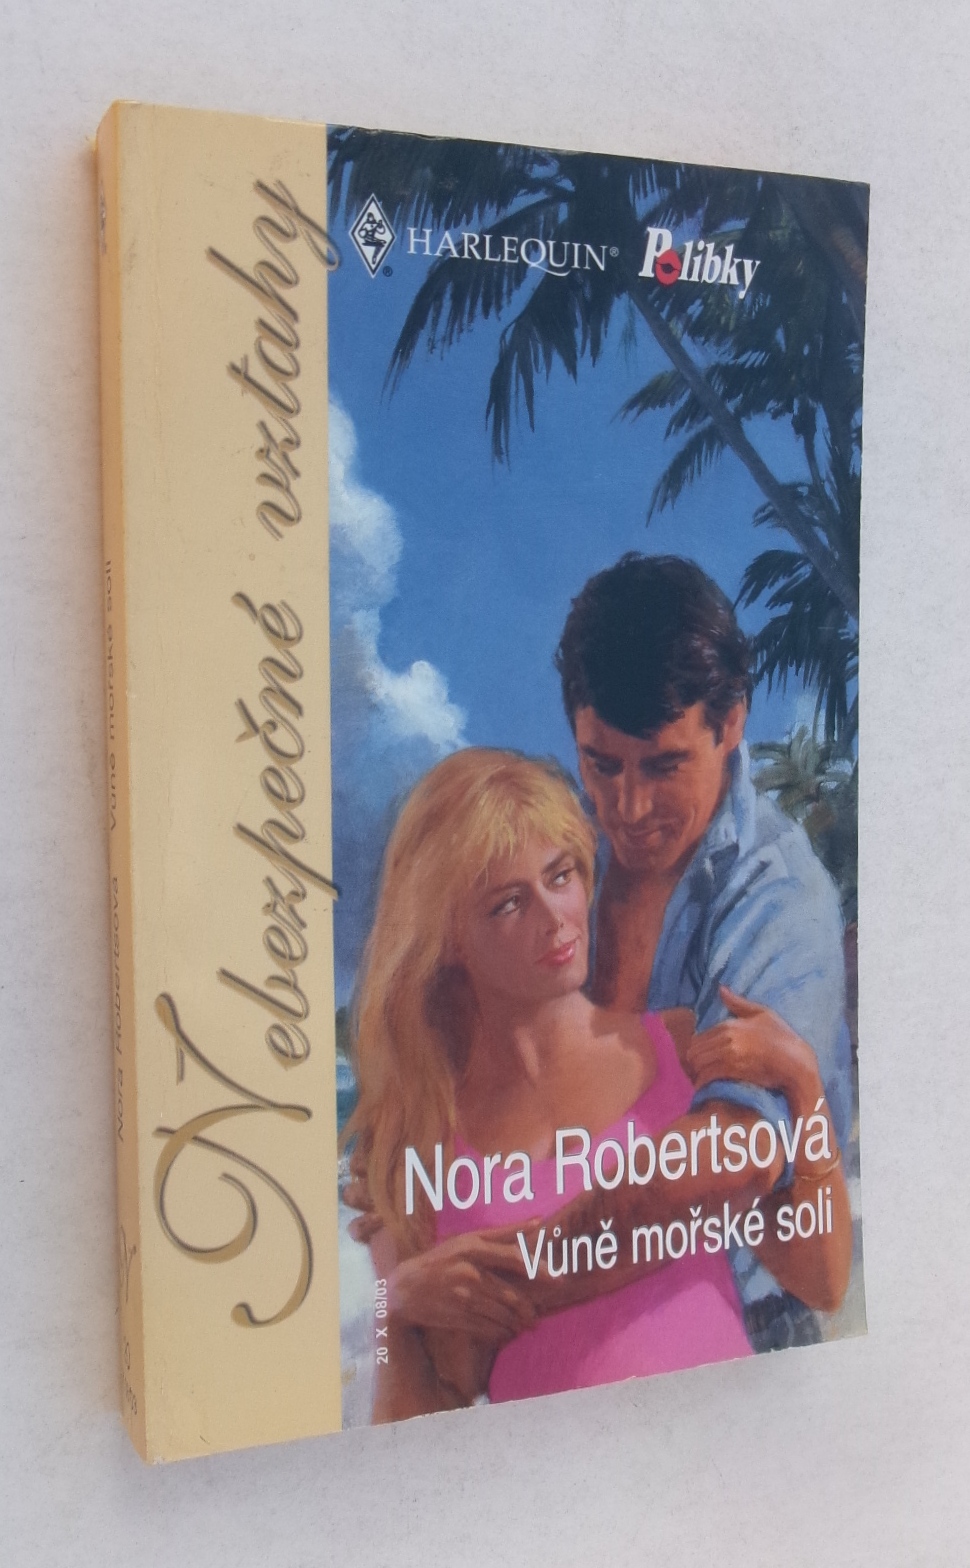 HARLEQUIN®
Polibky
Nebezpečné vztahy
Nora Robertsová
Vůně mořské soli
20 X 08/03
Nora Robertsová Vůně mořské soli